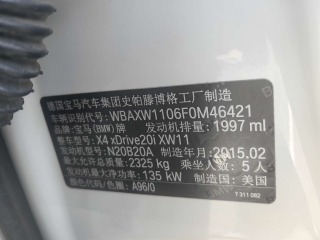 德国宝马汽车集团史帕滕博格工厂制造
车辆识别代号：WBAXW1106F0M46421
品牌：宝马(BMW)牌 发动机排量：1997 ml
整车型号：X4 xDrive20i XW11
发动机型号：N20B20A 制造年月：2015.02
最大允许总质量：2325 kg 乘坐人数：5 人
发动机最大净功率：135 kW 制造国：美国
颜色代码/色号：A96/0
7 311 082